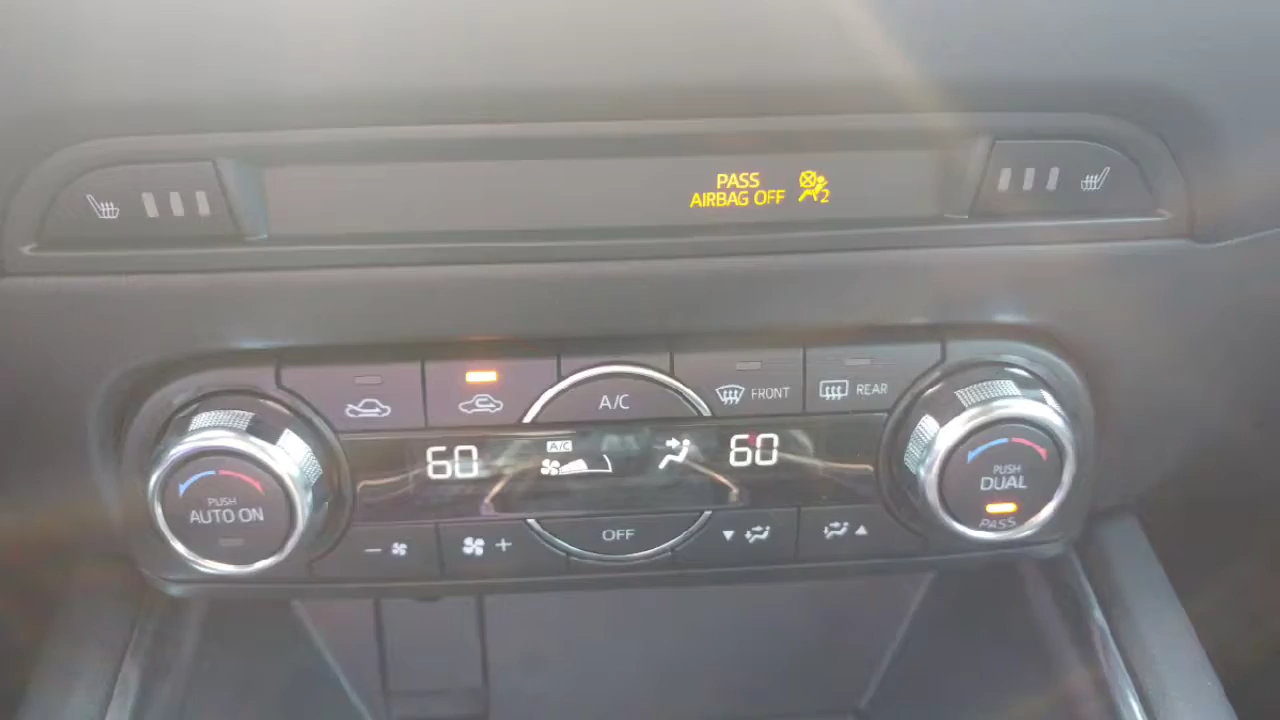 PASS
AIRBAG OFF
2
A/C
FRONT
REAR
60
A/C
60
PUSH
AUTO ON
PUSH
DUAL
PASS
- +
OFF